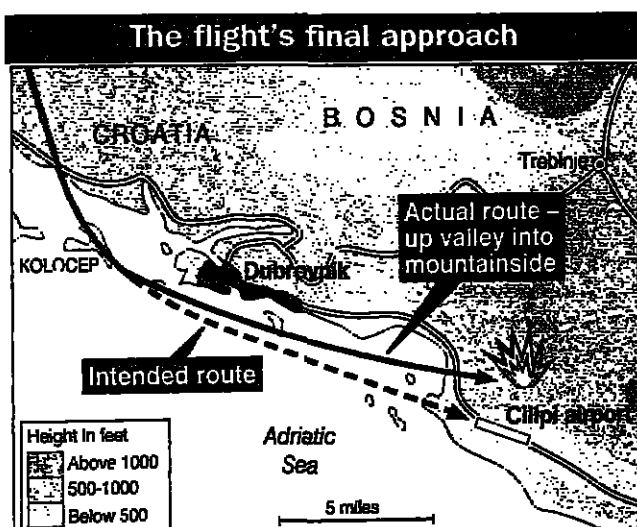 The flight's final approach
CROATIA
BOSNIA
Trebinje
Actual route –
up valley into
mountainside
KOLOCEP
Dubrovnik
Intended route
Cilipi airport
Height in feet
Above 1000
500-1000
Below 500
Adriatic
Sea
5 miles